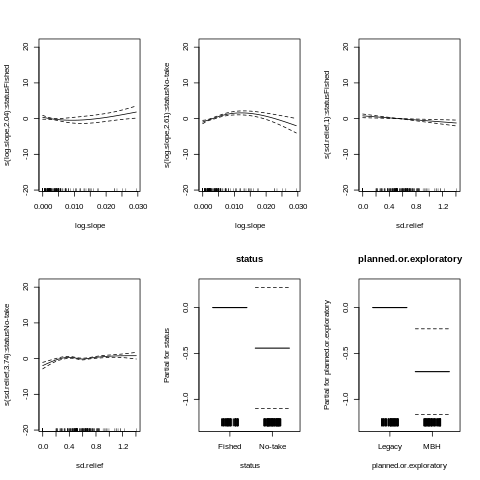 s(log.slope,2.04):statusFished
20
10
0
-10
-20
0.000
0.010
0.020
0.030
log.slope
s(log.slope,2.61):statusNo-take
20
10
0
-10
-20
0.000
0.010
0.020
0.030
log.slope
s(sd.relief,1):statusFished
20
10
0
-10
-20
0.0
0.4
0.8
1.2
sd.relief
s(sd.relief,3.74):statusNo-take
20
10
0
-10
-20
0.0
0.4
0.8
1.2
sd.relief
status
Partial for status
0.0
-0.5
-1.0
Fished
No-take
status
planned.or.exploratory
Partial for planned.or.exploratory
0.0
-0.5
-1.0
Legacy
MBH
planned.or.exploratory